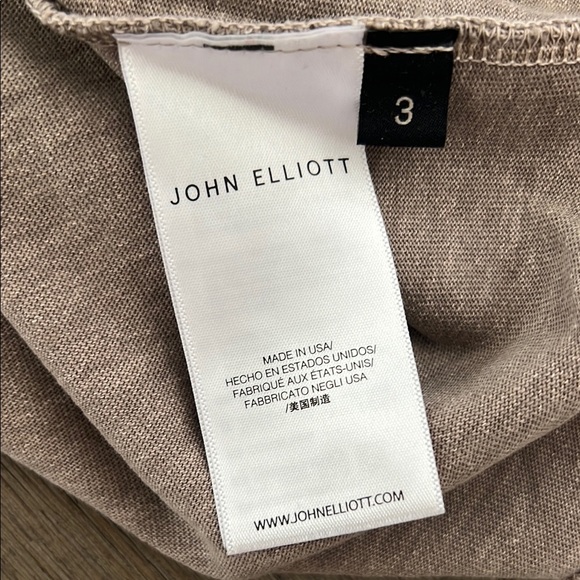 3
JOHN ELLIOTT
MADE IN USA/
HECHO EN ESTADOS UNIDOS/
FABRIQUÉ AUX ÉTATS-UNIS/
FABBRICATO NEGLI USA
/美国制造
WWW.JOHNELLIOTT.COM